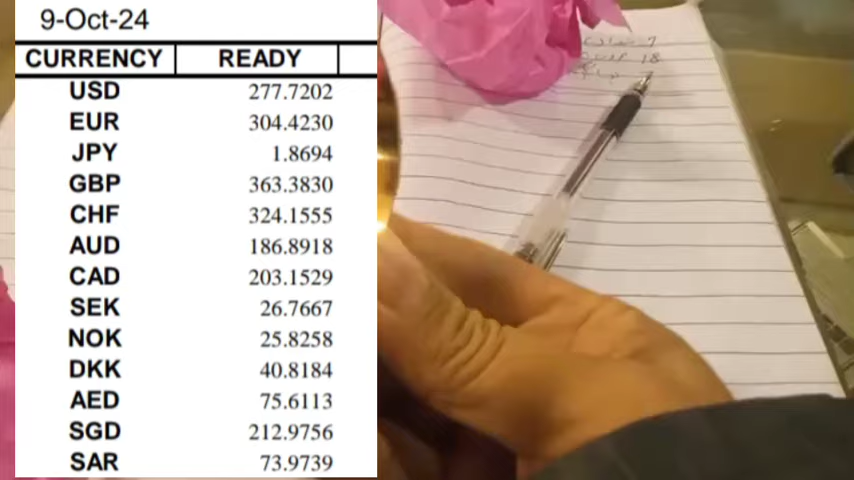 9-Oct-24
CURRENCY READY
USD 277.7202
EUR 304.4230
JPY 1.8694
GBP 363.3830
CHF 324.1555
AUD 186.8918
CAD 203.1529
SEK 26.7667
NOK 25.8258
DKK 40.8184
AED 75.6113
SGD 212.9756
SAR 73.9739
18